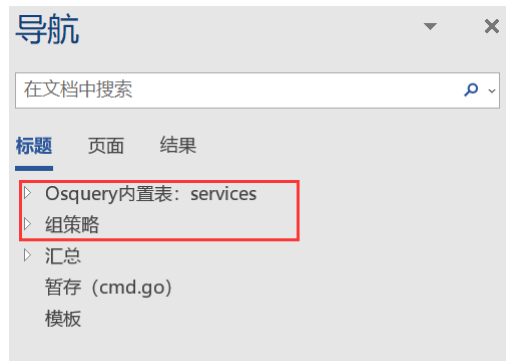 导航
在文档中搜索
标题 页面 结果
Osquery内置表：services
组策略
汇总
暂存（cmd.go）
模板